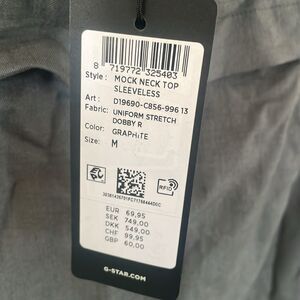 8 719772 325403
Style : MOCK NECK TOP
SLEEVELESS
Art : D19690-C856-996 13
Fabric: UNIFORM STRETCH
DOBBY R
Color: GRAPHITE
Size: M
RFID
EUR 69,95
SEK 749,00
DKK 549,00
CHF 99,95
GBP 60,00
G-STAR.COM